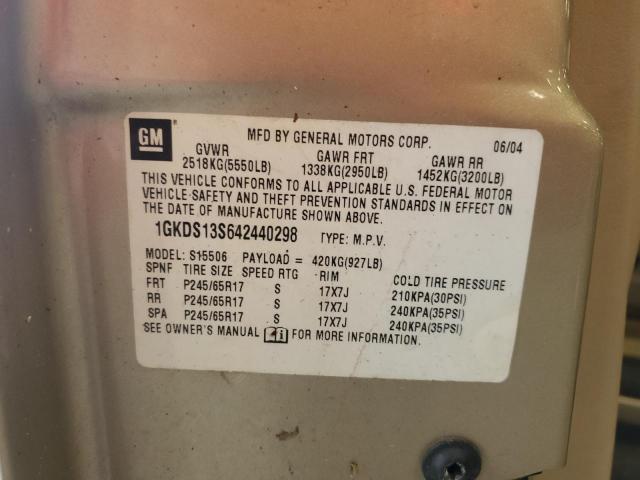 GM
MFD BY GENERAL MOTORS CORP. 06/04
GVWR GAWR FRT GAWR RR
2518KG(5550LB) 1338KG(2950LB) 1452KG(3200LB)
THIS VEHICLE CONFORMS TO ALL APPLICABLE U.S. FEDERAL MOTOR
VEHICLE-SAFETY AND THEFT PREVENTION STANDARDS IN EFFECT ON
THE DATE OF MANUFACTURE SHOWN ABOVE.
1GKDS13S642440298 TYPE: M.P.V.
MODEL: S15506 PAYLOAD = 420KG(927LB)
SPNF TIRE SIZE SPEED RTG RIM COLD TIRE PRESSURE
FRT P245/65R17 S 17X7J 210KPA(30PSI)
RR P245/65R17 S 17X7J 240KPA(35PSI)
SPA P245/65R17 S 17X7J 240KPA(35PSI)
SEE OWNER'S MANUAL FOR MORE INFORMATION.